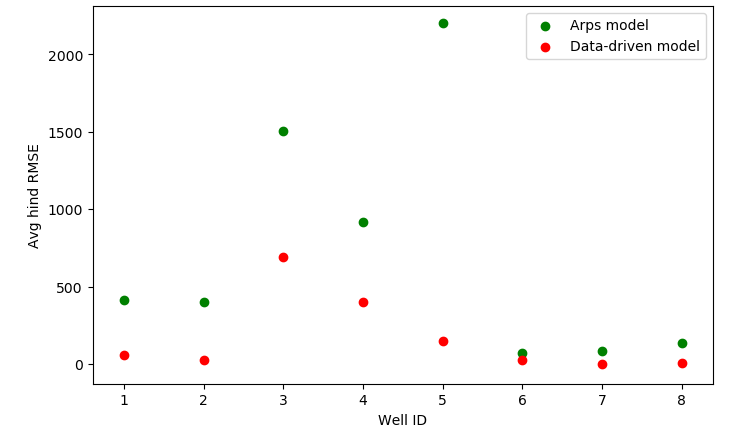 Arps model
Data-driven model
2000
1500
1000
500
0
Avg hind RMSE
1 2 3 4 5 6 7 8
Well ID